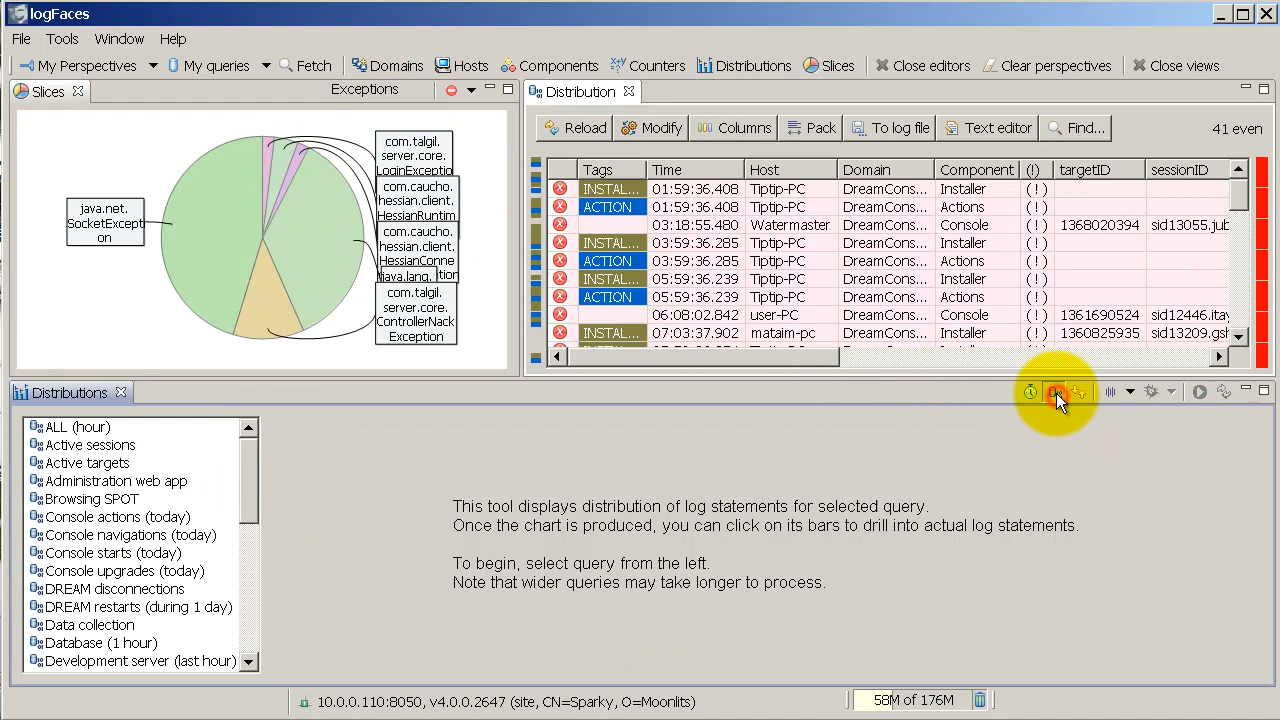 logFaces
File Tools Window Help
My Perspectives My queries Fetch Domains Hosts Components Counters Distributions Slices Close editors Clear perspectives Close views
Slices
Exceptions
java.net.
SocketExcepti
on
com.talgil.
server.core.
LoginExceptio
com.caucho.
hessian.client.
HessianRuntim
com.caucho.
hessian.client.
HessianConne
java.lang. tion
com.talgil.
server.core.
ControllerNack
Exception
Distribution
Reload Modify Columns Pack To log file Text editor Find... 41 even
Tags Time Host Domain Component (!) targetID sessionID
INSTAL... 01:59:36.408 Tiptip-PC DreamCons... Installer (!)
ACTION 01:59:36.408 Tiptip-PC DreamCons... Actions (!)
03:18:55.480 Watermaster DreamCons... Console (!) 1368020394 sid13055.jub
INSTAL... 03:59:36.285 Tiptip-PC DreamCons... Installer (!)
ACTION 03:59:36.285 Tiptip-PC DreamCons... Actions (!)
INSTAL... 05:59:36.239 Tiptip-PC DreamCons... Installer (!)
ACTION 05:59:36.239 Tiptip-PC DreamCons... Actions (!)
06:08:02.842 user-PC DreamCons... Console (!) 1361690524 sid12446.itay
INSTAL... 07:03:37.902 mataim-pc DreamCons... Installer (!) 1360825935 sid13209.gsh
Distributions
ALL (hour)
Active sessions
Active targets
Administration web app
Browsing SPOT
Console actions (today)
Console navigations (today)
Console starts (today)
Console upgrades (today)
DREAM disconnections
DREAM restarts (during 1 day)
Data collection
Database (1 hour)
Development server (last hour)
This tool displays distribution of log statements for selected query.
Once the chart is produced, you can click on its bars to drill into actual log statements.
To begin, select query from the left.
Note that wider queries may take longer to process.
10.0.0.110:8050, v4.0.0.2647 (site, CN=Sparky, O=Moonlits)
58M of 176M